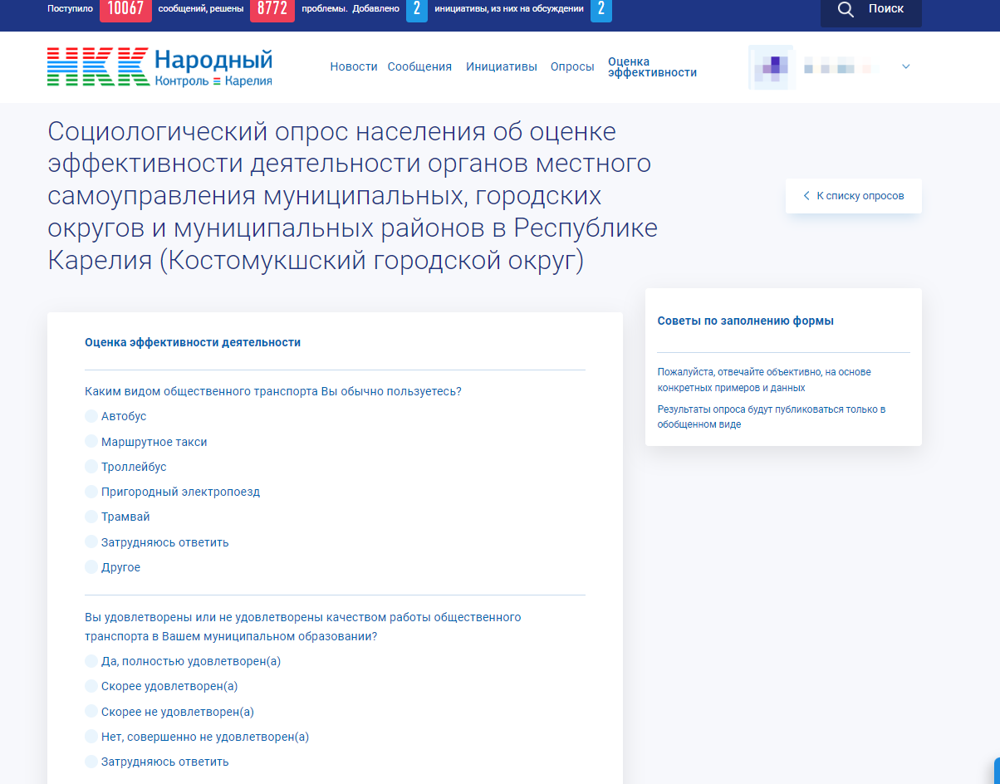 Поступило 10067 сообщений, решены 8772 проблемы. Добавлено 2 инициативы, из них на обсуждении 2 Поиск
НКК Народный
Контроль Карелия
Новости Сообщения Инициативы Опросы Оценка
эффективности
Социологический опрос населения об оценке
эффективности деятельности органов местного
самоуправления муниципальных, городских
округов и муниципальных районов в Республике
Карелия (Костомукшский городской округ)
К списку опросов
Оценка эффективности деятельности
Каким видом общественного транспорта Вы обычно пользуетесь?
Автобус
Маршрутное такси
Троллейбус
Пригородный электропоезд
Трамвай
Затрудняюсь ответить
Другое
Вы удовлетворены или не удовлетворены качеством работы общественного
транспорта в Вашем муниципальном образовании?
Да, полностью удовлетворен(а)
Скорее удовлетворен(а)
Скорее не удовлетворен(а)
Нет, совершенно не удовлетворен(а)
Затрудняюсь ответить
Советы по заполнению формы
Пожалуйста, отвечайте объективно, на основе
конкретных примеров и данных
Результаты опроса будут публиковаться только в
обобщенном виде